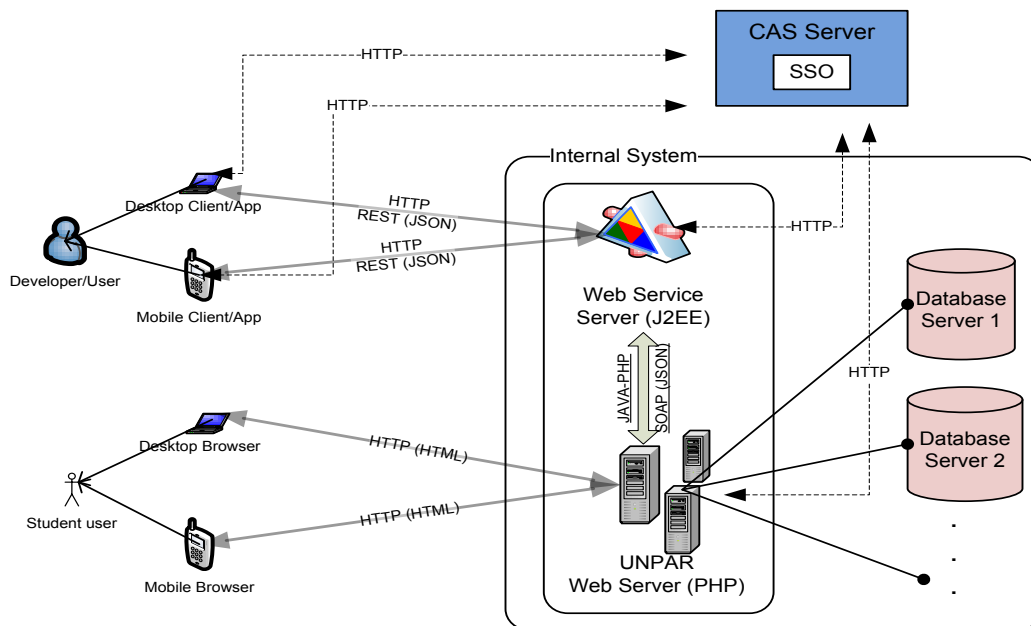 CAS Server
SSO
HTTP
HTTP
Internal System
Desktop Client/App
HTTP
REST (JSON)
HTTP
HTTP
REST (JSON)
Developer/User
Mobile Client/App
Web Service
Server (J2EE)
Database
Server 1
JAVA-PHP
SOAP (JSON)
HTTP
Desktop Browser
HTTP (HTML)
Database
Server 2
Student user
HTTP (HTML)
Mobile Browser
UNPAR
Web Server (PHP)
.
.
.